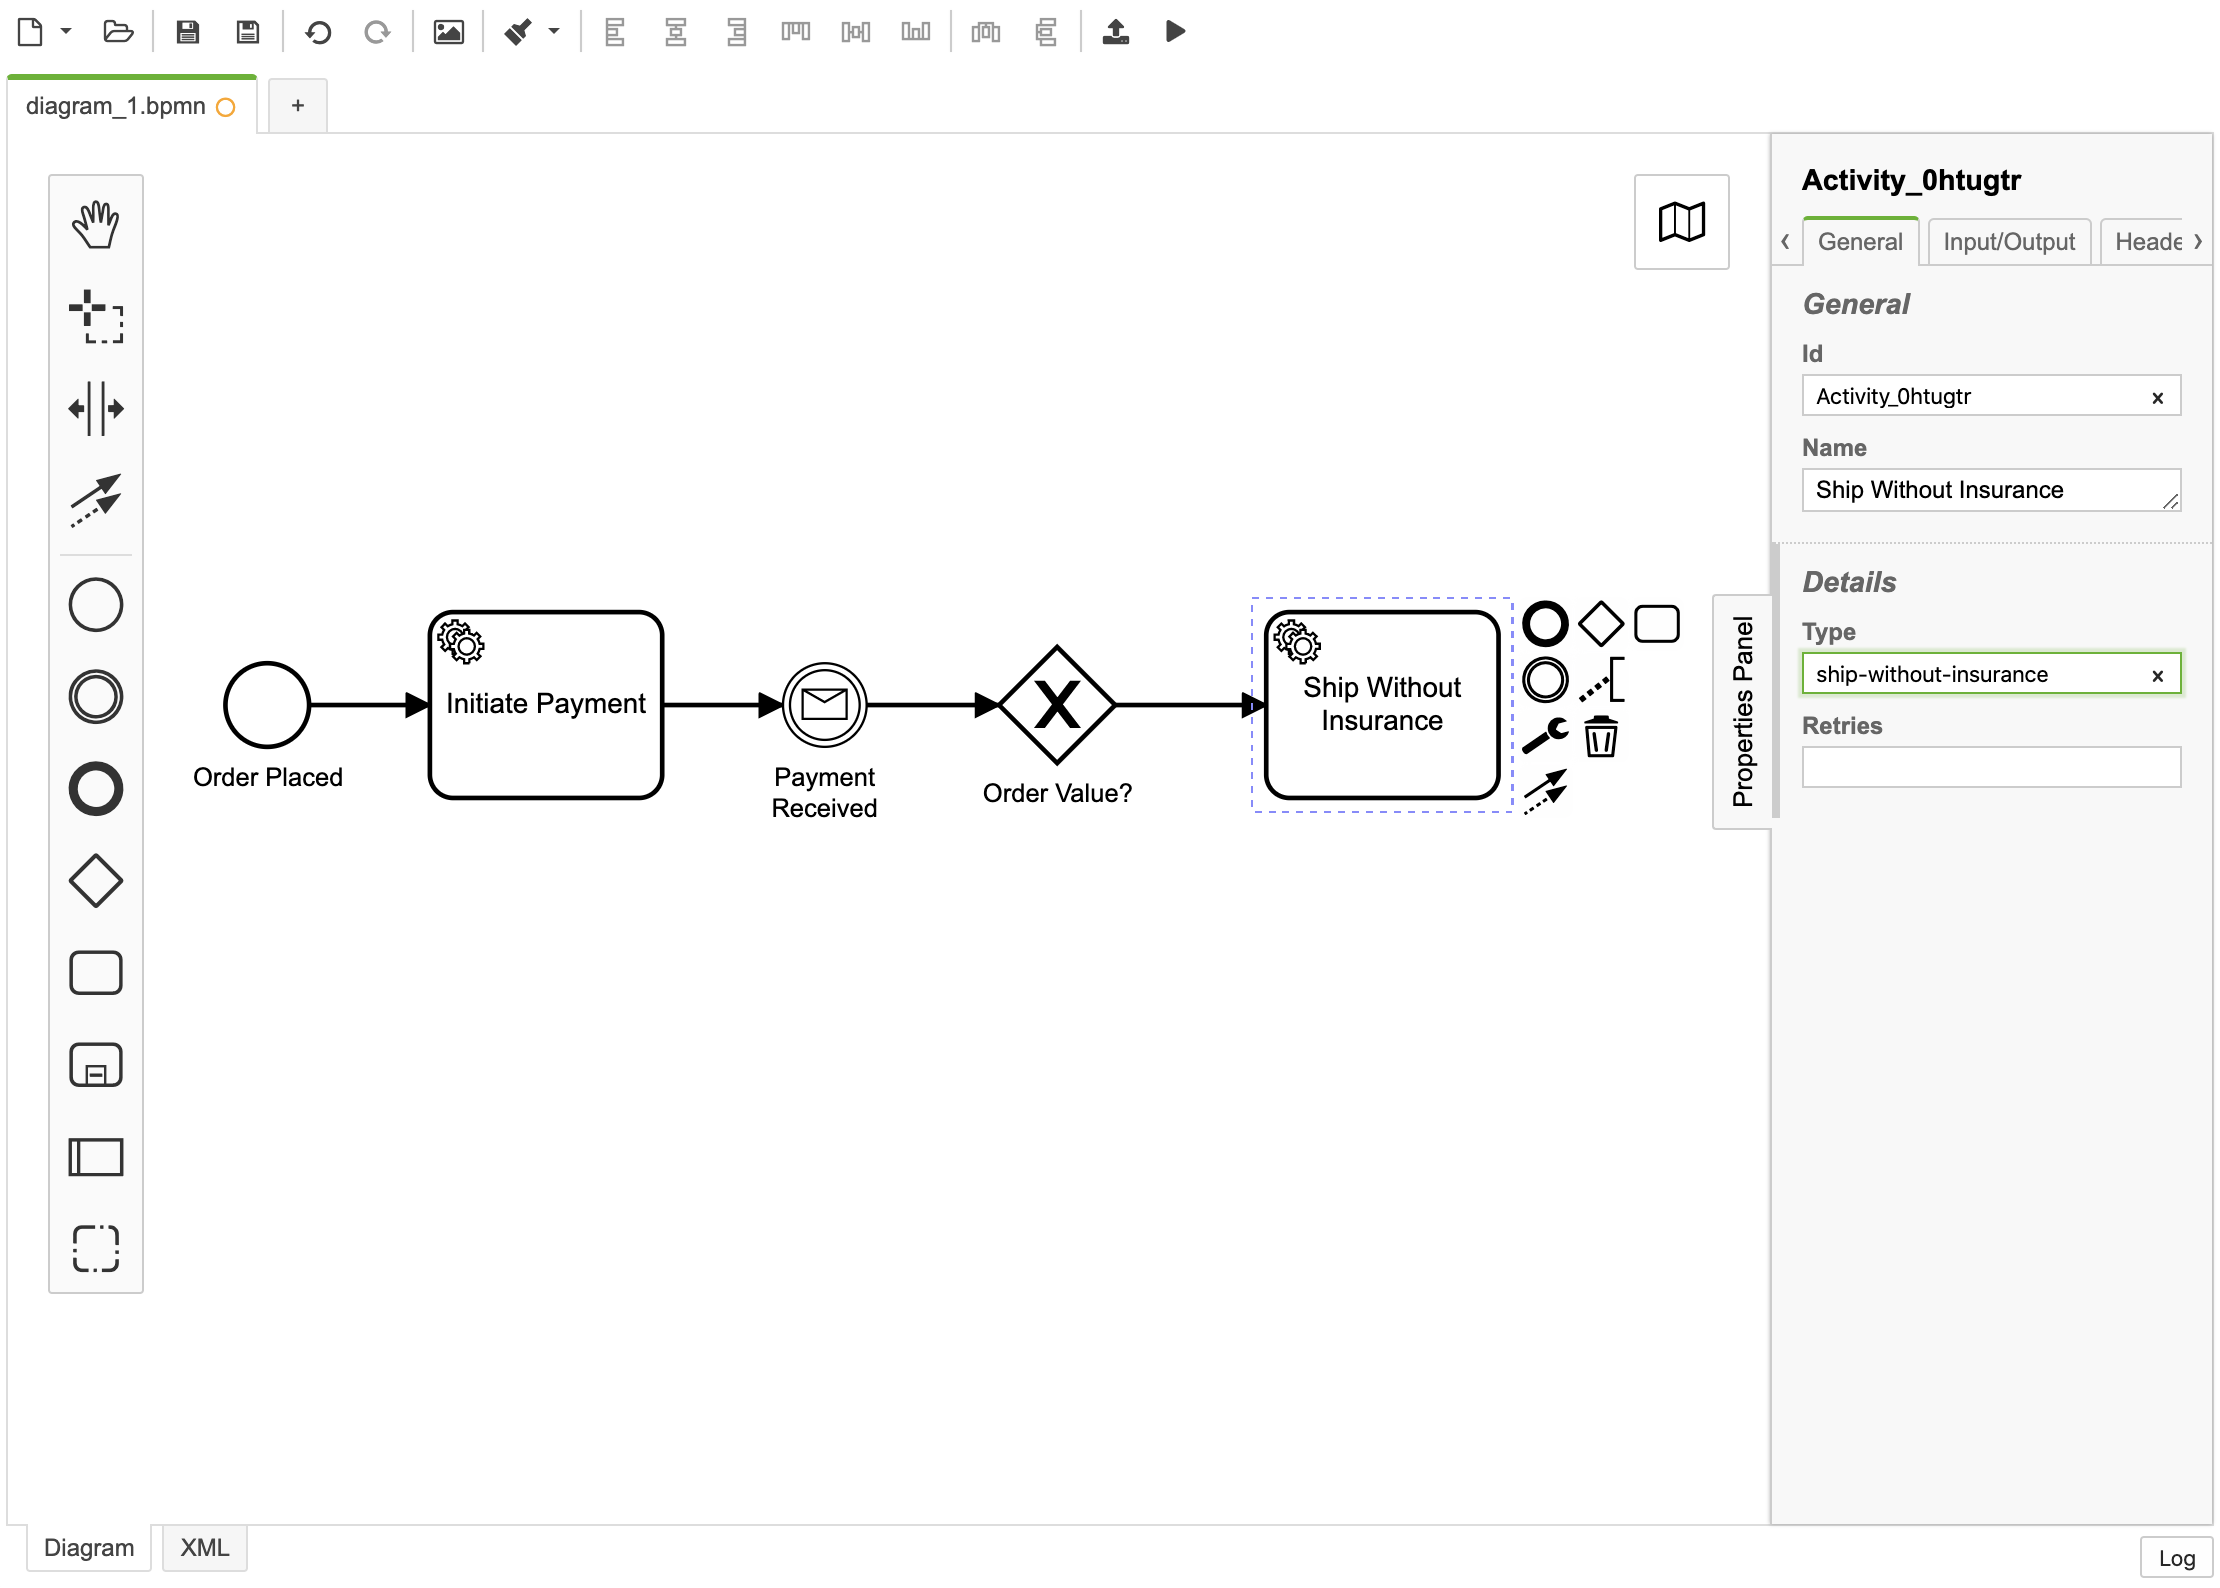 diagram_1.bpmn
+
Activity_0htugtr
General
Input/Output
Heade
General
Id
Activity_0htugtr
x
Name
Ship Without Insurance
Details
Type
ship-without-insurance
x
Retries
Properties Panel
Order Placed
Initiate Payment
Payment
Received
Order Value?
Ship Without
Insurance
Diagram
XML
Log